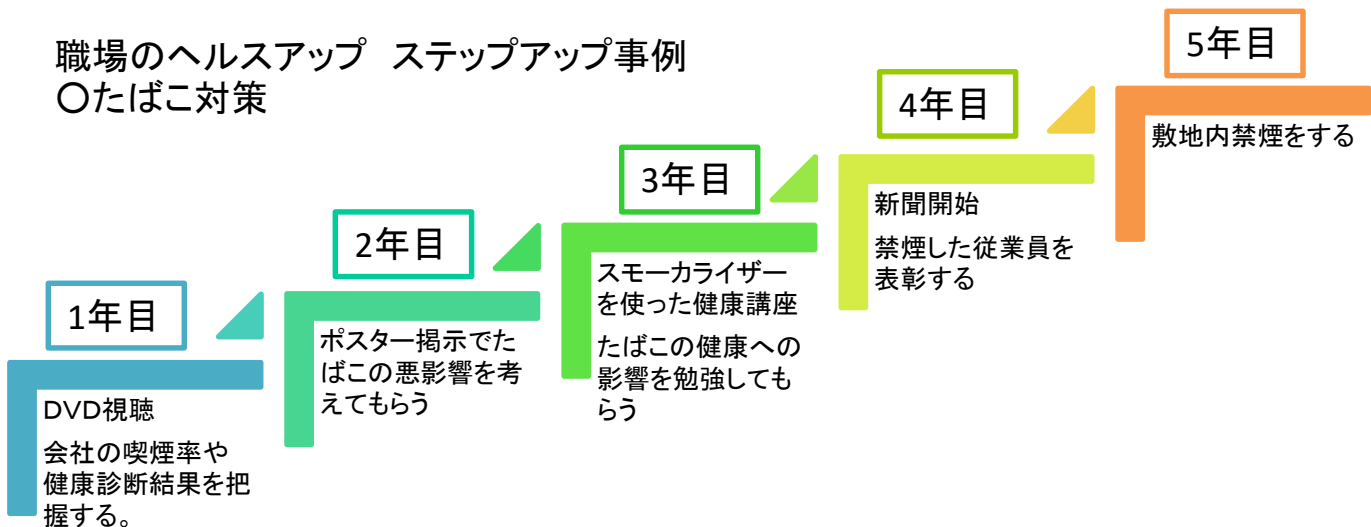 職場のヘルスアップ　ステップアップ事例
〇たばこ対策
1年目
DVD視聴
会社の喫煙率や
健康診断結果を把
握する。
2年目
ポスター掲示でた
ばこの悪影響を考
えてもらう
3年目
スモーカライザー
を使った健康講座
たばこの健康への
影響を勉強しても
らう
4年目
新聞開始
禁煙した従業員を
表彰する
5年目
敷地内禁煙をする